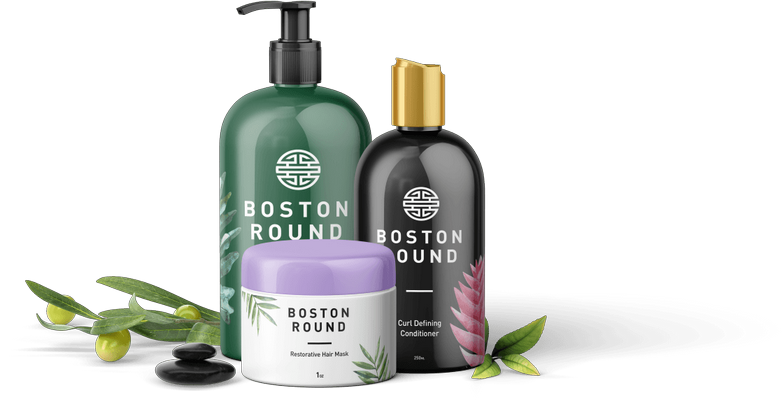 BOSTON
ROUND
BOSTON
ROUND
Curl Defining
Conditioner
BOSTON
ROUND
Restorative Hair Mask
1oz